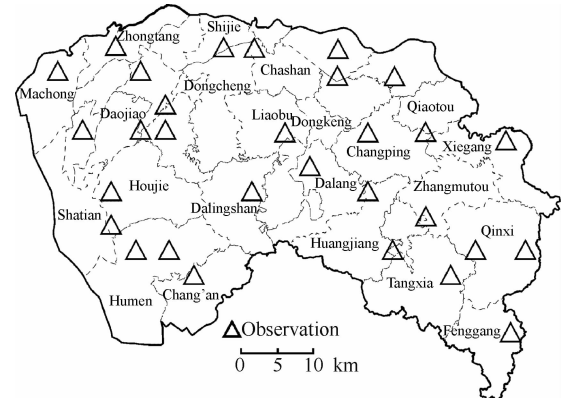 Zhongtang
Shijie
Chashan
Machong
Dongcheng
Daojiao
Liaobu
Dongkeng
Qiaotou
Changping
Xiegang
Houjie
Dalang
Zhangmutou
Shatian
Dalingshan
Huangjiang
Qinxi
Tangxia
Humen
Chang'an
Fenggang
Observation
0 5 10 km